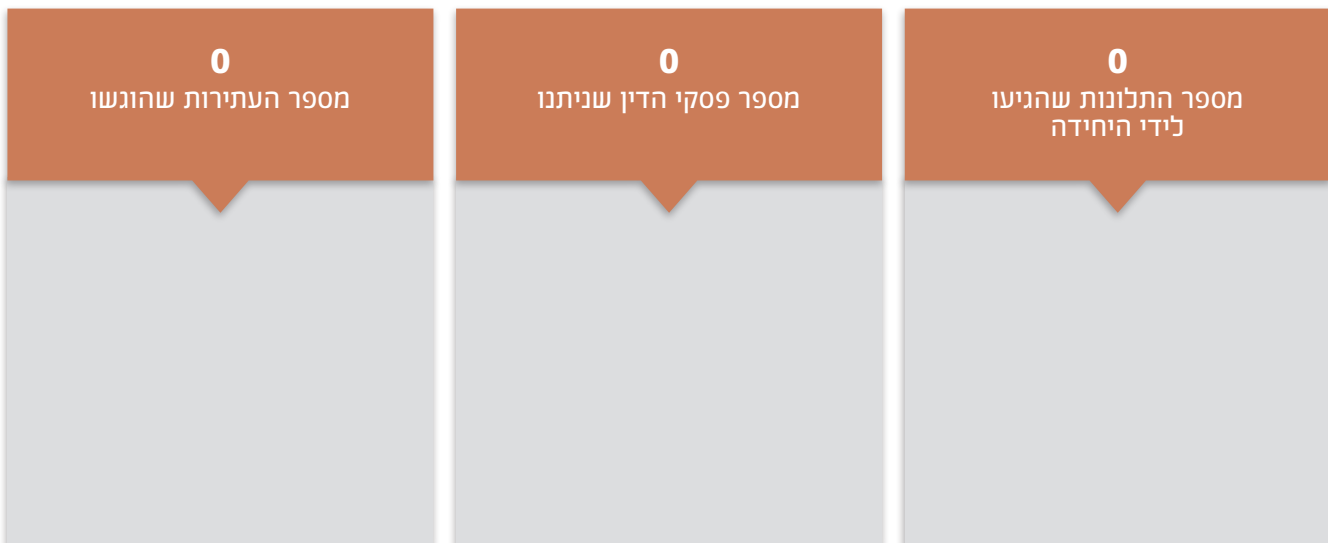 0
מספר התלונות שהגיעו
לידי היחידה
0
מספר פסקי הדין שניתנו
0
מספר העתירות שהוגשו